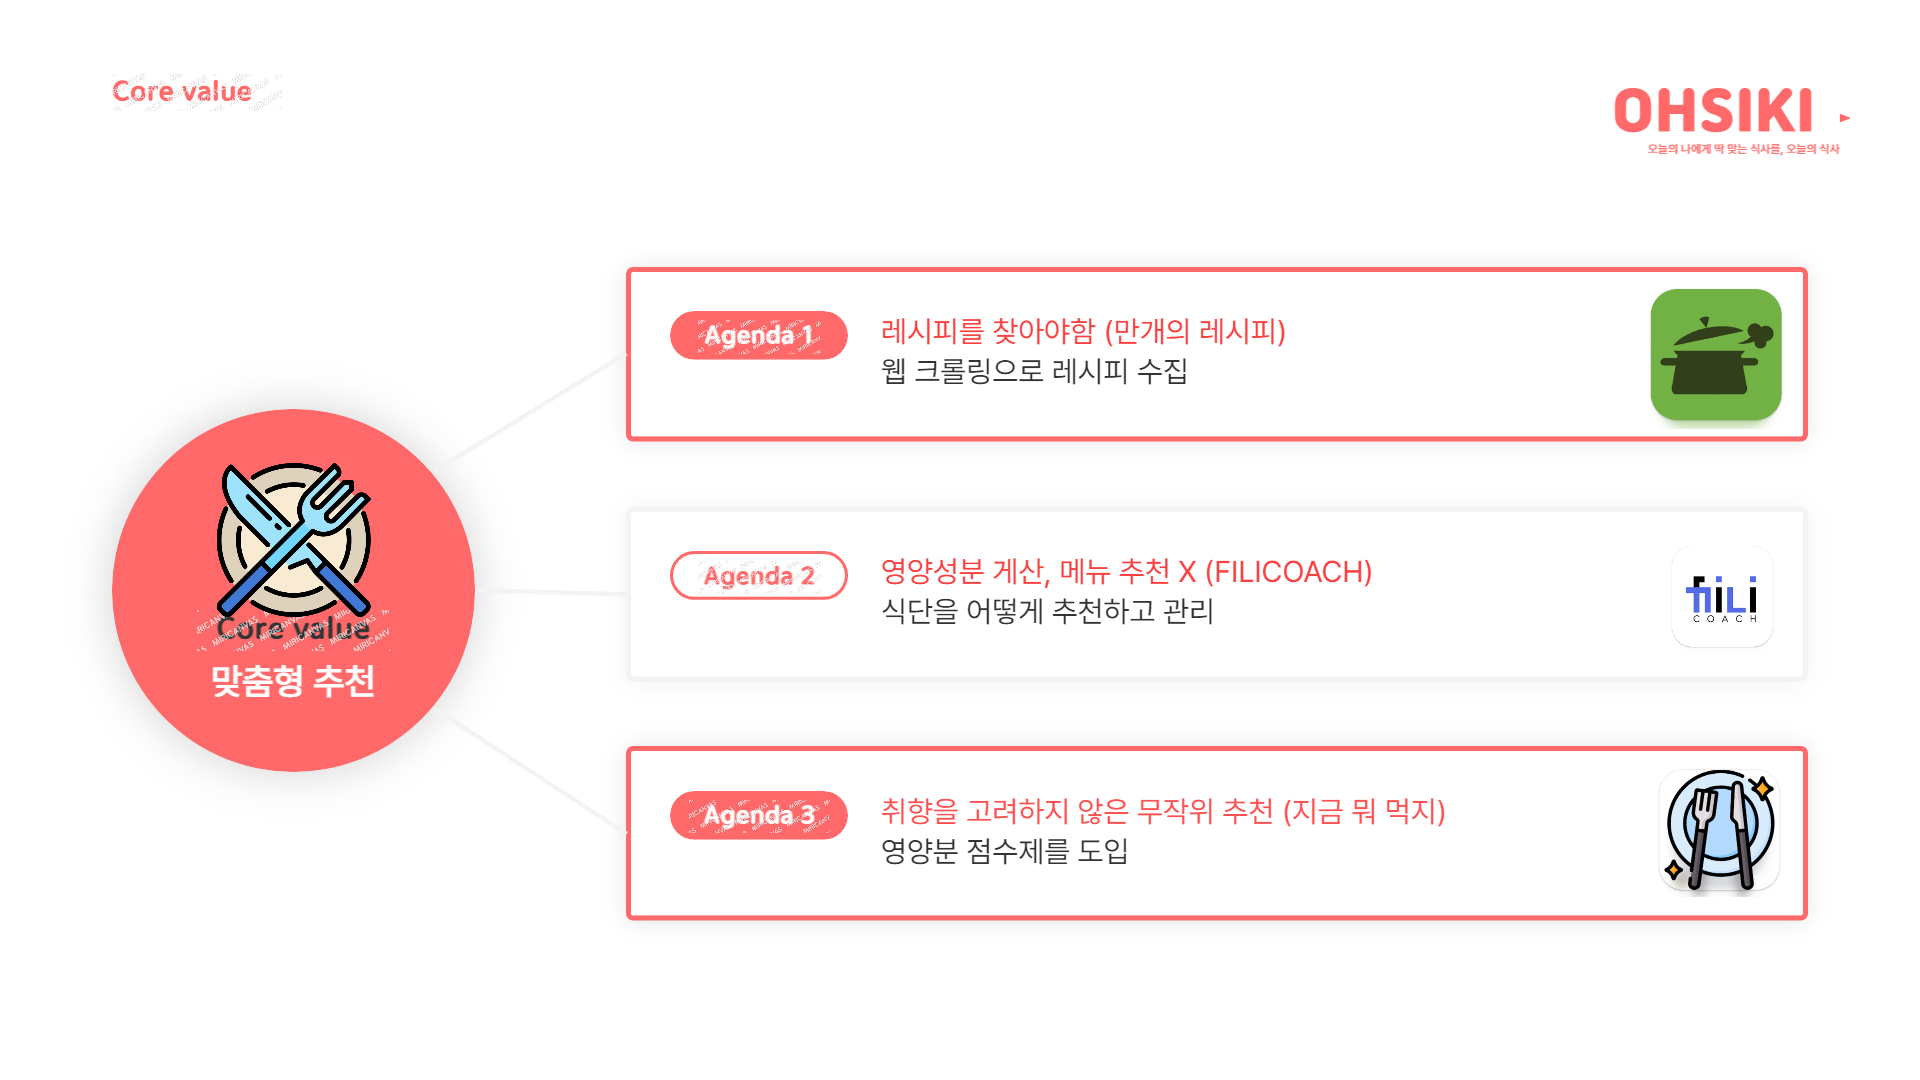 Core value
OHSIKI
오늘의 나에게 딱 맞는 식사를, 오늘의 식사
Agenda 1
레시피를 찾아야함 (만개의 레시피)
웹 크롤링으로 레시피 수집
Agenda 2
영양성분 게산, 메뉴 추천 X (FILICOACH)
식단을 어떻게 추천하고 관리
fiiLi
COACH
Core value
맞춤형 추천
Agenda 3
취향을 고려하지 않은 무작위 추천 (지금 뭐 먹지)
영양분 점수제를 도입